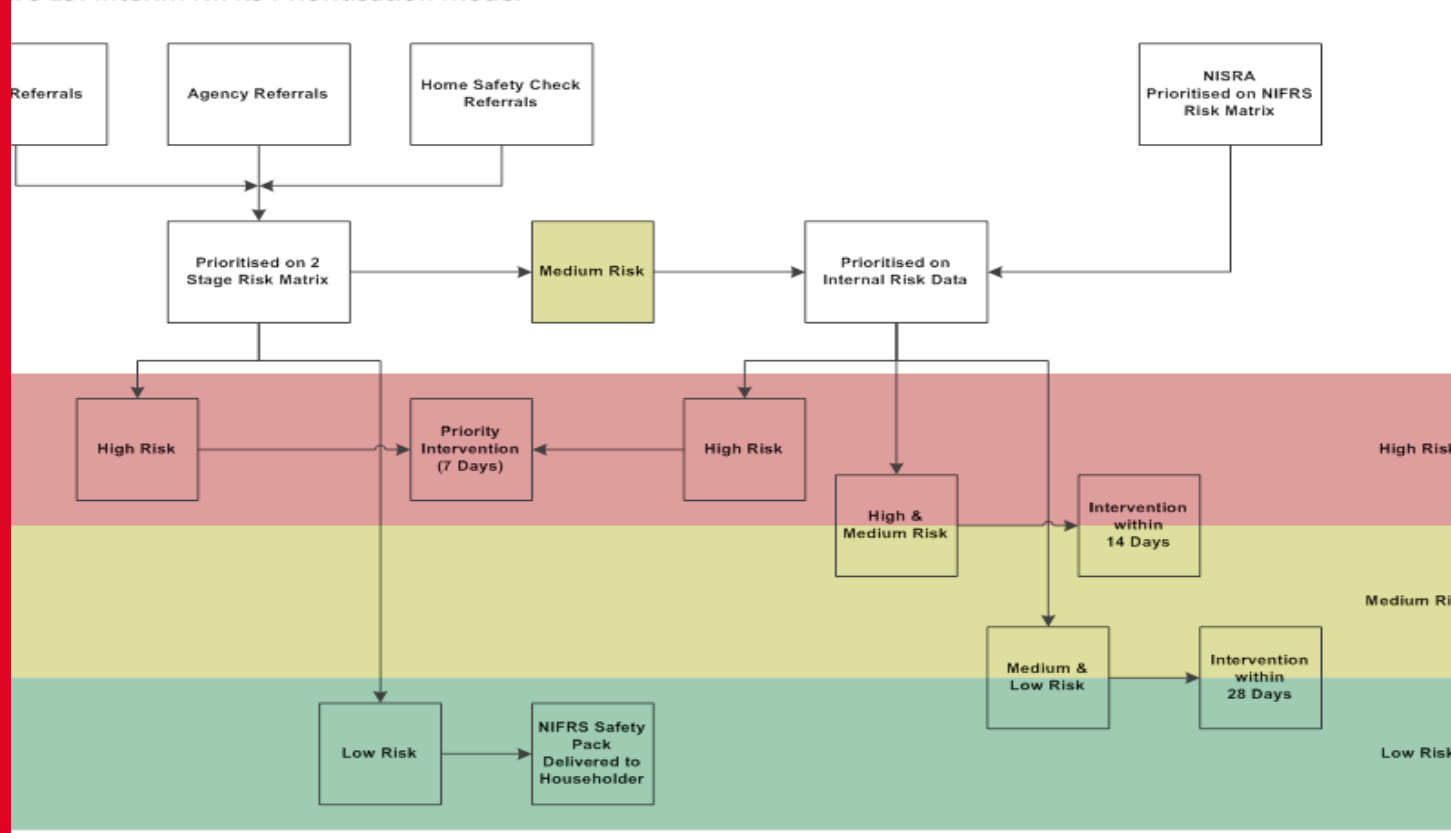 Referrals
Agency Referrals
Home Safety Check
Referrals
NISRA
Prioritised on NIFRS
Risk Matrix
Prioritised on 2
Stage Risk Matrix
Medium Risk
Prioritised on
Internal Risk Data
High Risk
Priority
Intervention
(7 Days)
High Risk
High Risk
High &
Medium Risk
Intervention
within
14 Days
Medium Ri
Medium &
Low Risk
Intervention
within
28 Days
Low Risk
NIFRS Safety
Pack
Delivered to
Householder
Low Risk